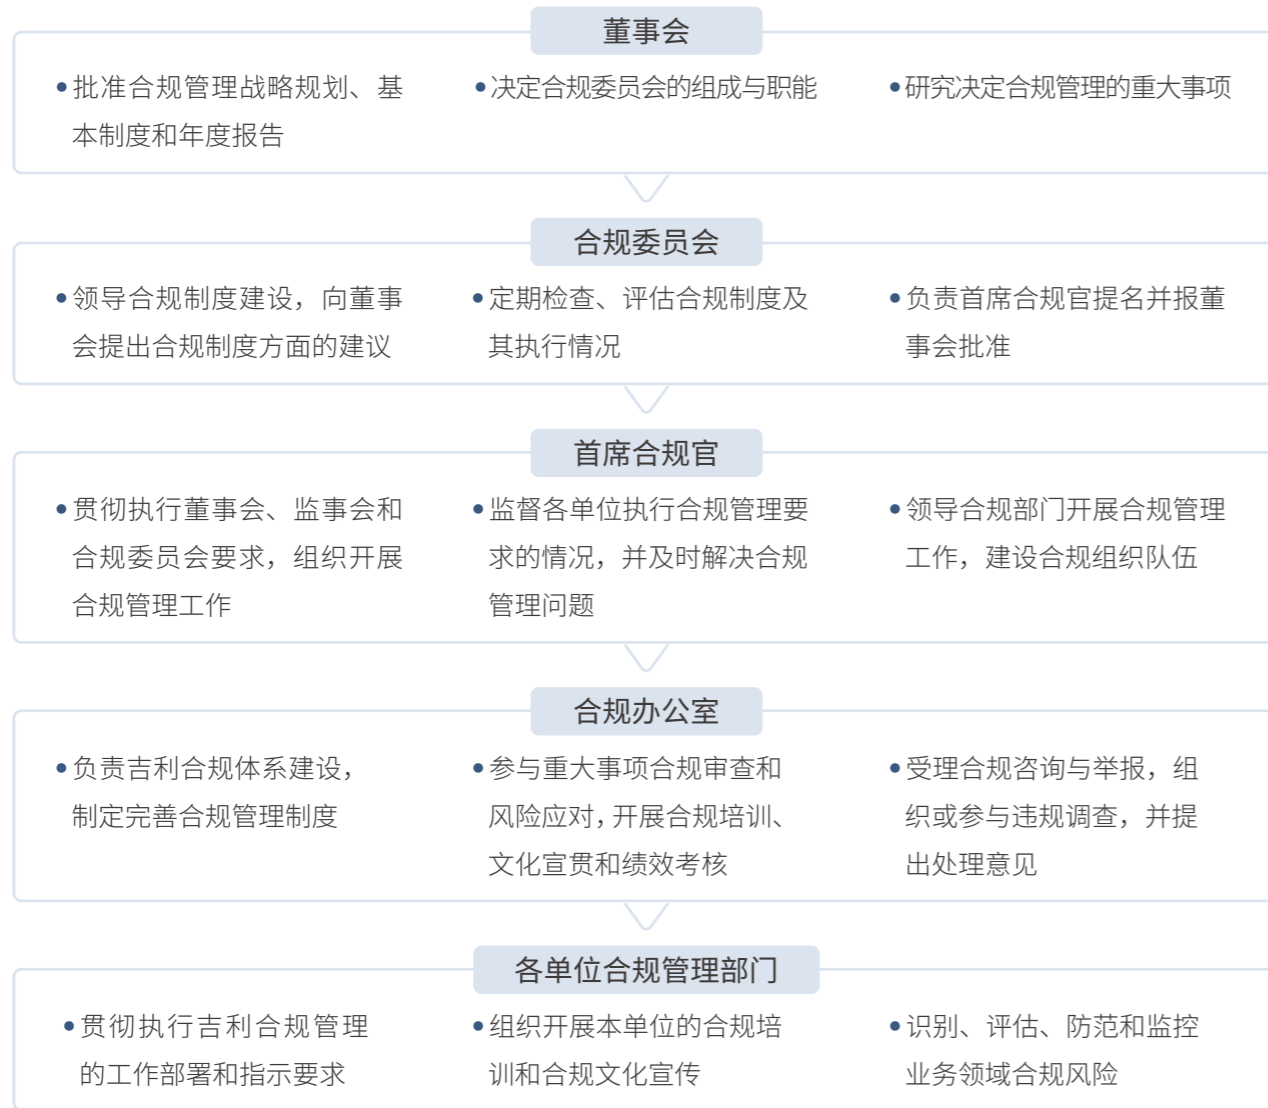 董事会
•批准合规管理战略规划、基
本制度和年度报告
•决定合规委员会的组成与职能
•研究决定合规管理的重大事项
合规委员会
•领导合规制度建设，向董事
会提出合规制度方面的建议
•定期检查、评估合规制度及
其执行情况
•负责首席合规官提名并报董
事会批准
首席合规官
•贯彻执行董事会、监事会和
合规委员会要求，组织开展
合规管理工作
•监督各单位执行合规管理要
求的情况，并及时解决合规
管理问题
•领导合规部门开展合规管理
工作，建设合规组织队伍
合规办公室
•负责吉利合规体系建设，
制定完善合规管理制度
•参与重大事项合规审查和
风险应对，开展合规培训、
文化宣贯和绩效考核
•受理合规咨询与举报，组
织或参与违规调查，并提
出处理意见
各单位合规管理部门
•贯彻执行吉利合规管理
的工作部署和指示要求
•组织开展本单位的合规培
训和合规文化宣传
•识别、评估、防范和监控
业务领域合规风险